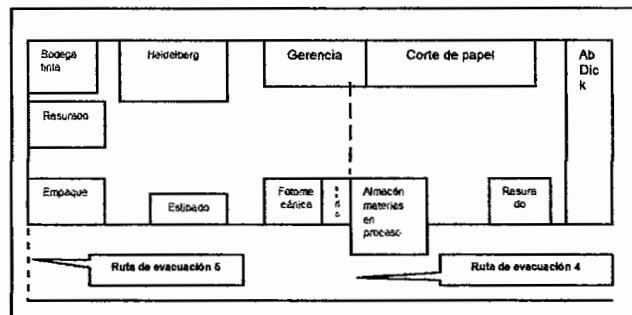 Bodega
tinta
Heidelberg
Gerencia
Corte de papel
Ab
Dic
k
Rasurado
Empaque
Estibado
Fotome
cánica
Almacén
materias
en
proceso
Rasura
do
Ruta de evacuación 5
Ruta de evacuación 4